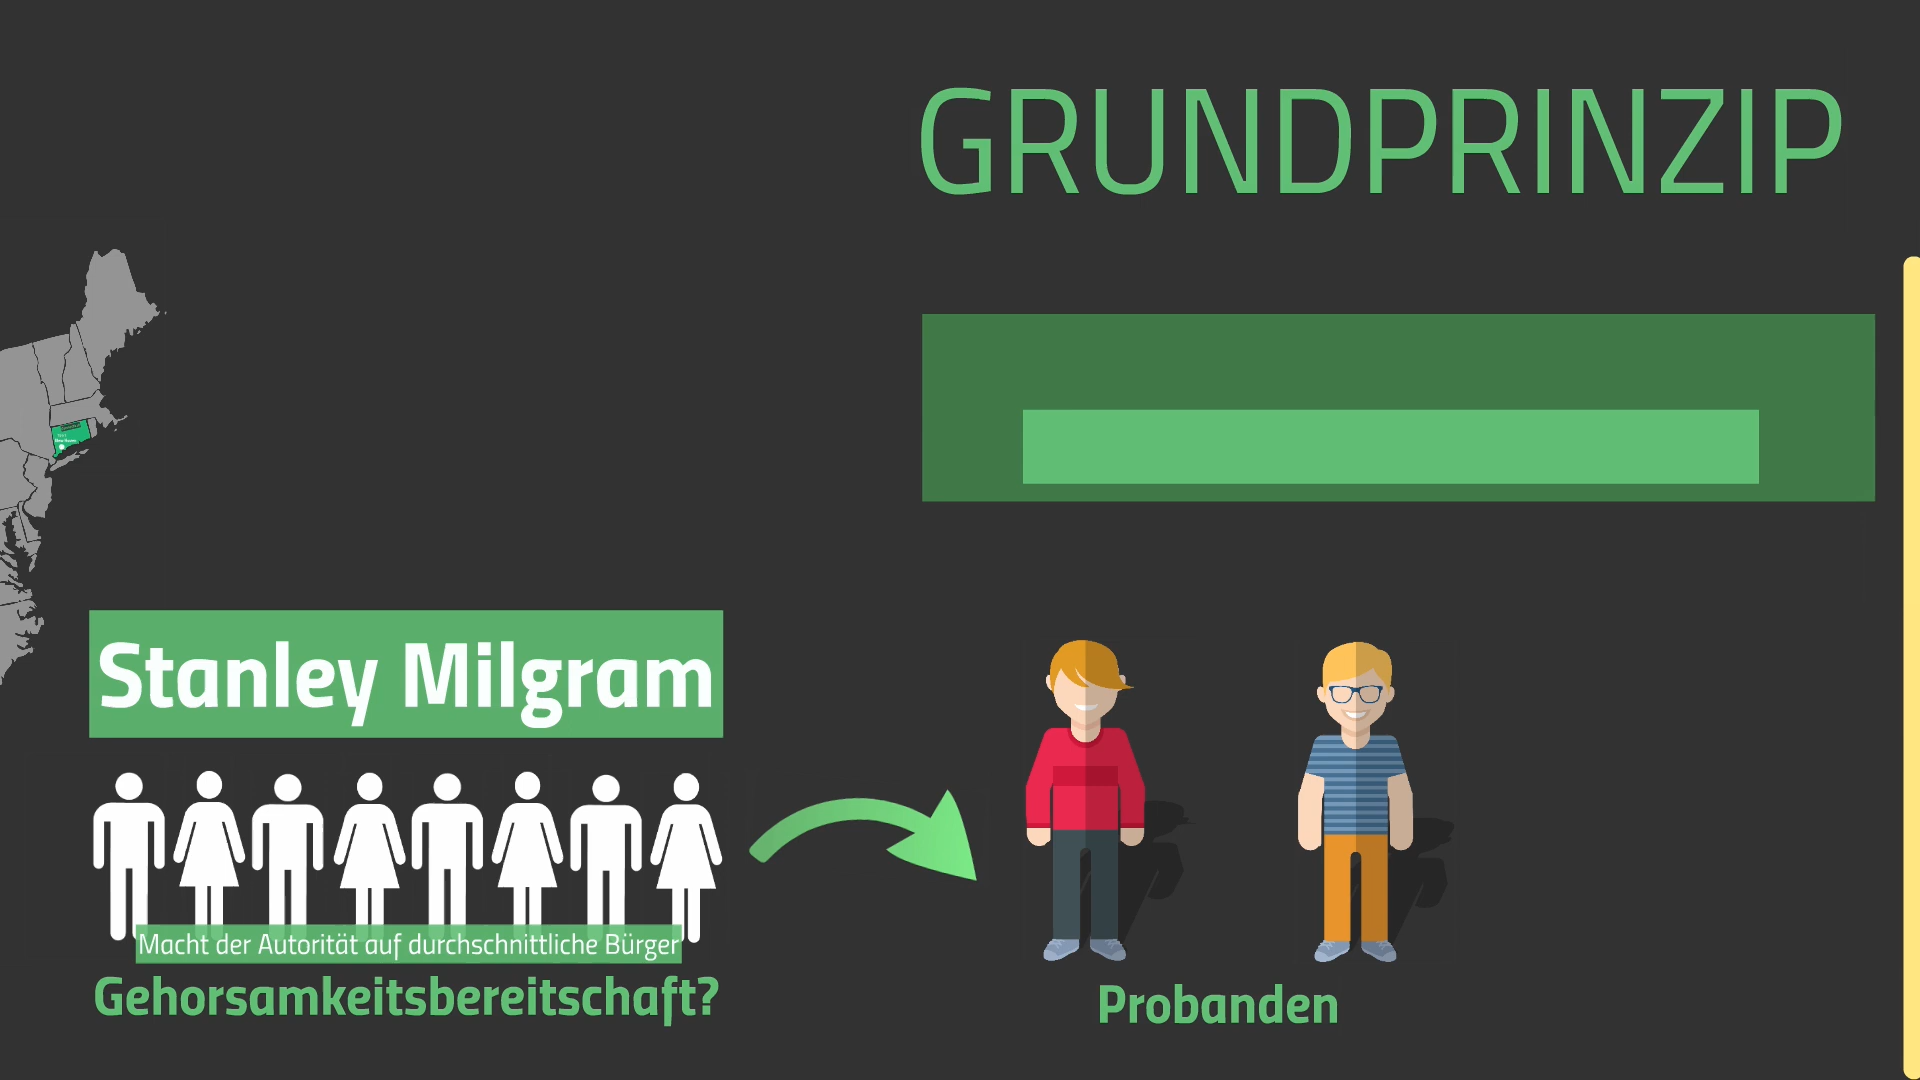 GRUNDPRINZIP
Stanley Milgram
Macht der Autorität auf durchschnittliche Bürger
Gehorsamkeitsbereitschaft?
Probanden